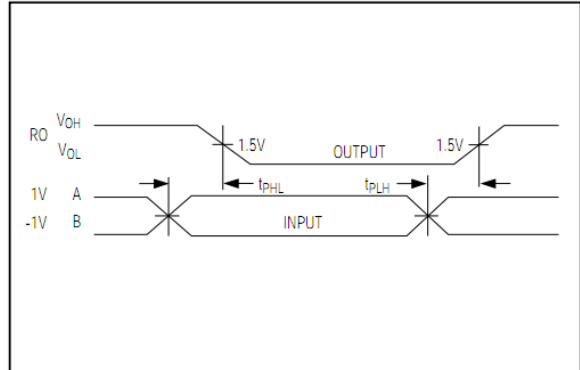 RO VOH
VOL
1.5V
OUTPUT
1.5V
tPHL
tPLH
1V A
-1V B
INPUT